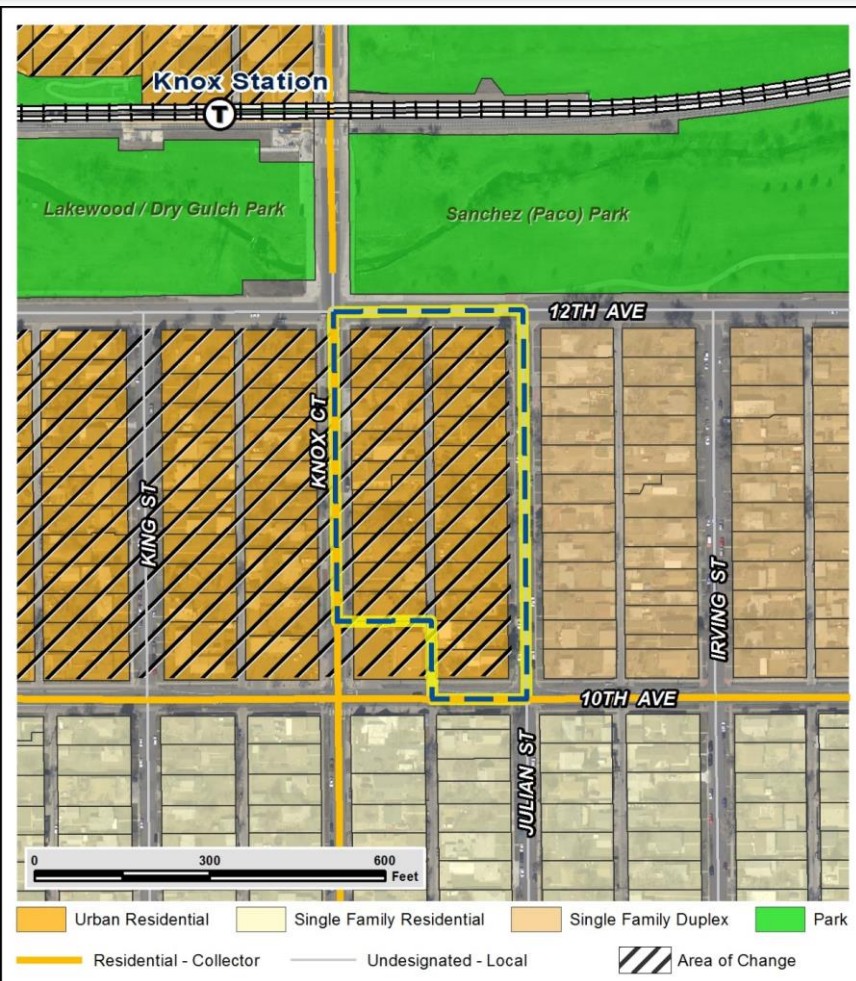 Knox Station
T
Lakewood / Dry Gulch Park
Sanchez (Paco) Park
12TH AVE
KNOX CT
KING ST
IRVING ST
10TH AVE
JULIAN ST
0 300 600
Feet
Urban Residential Single Family Residential Single Family Duplex Park
Residential - Collector Undesignated - Local Area of Change